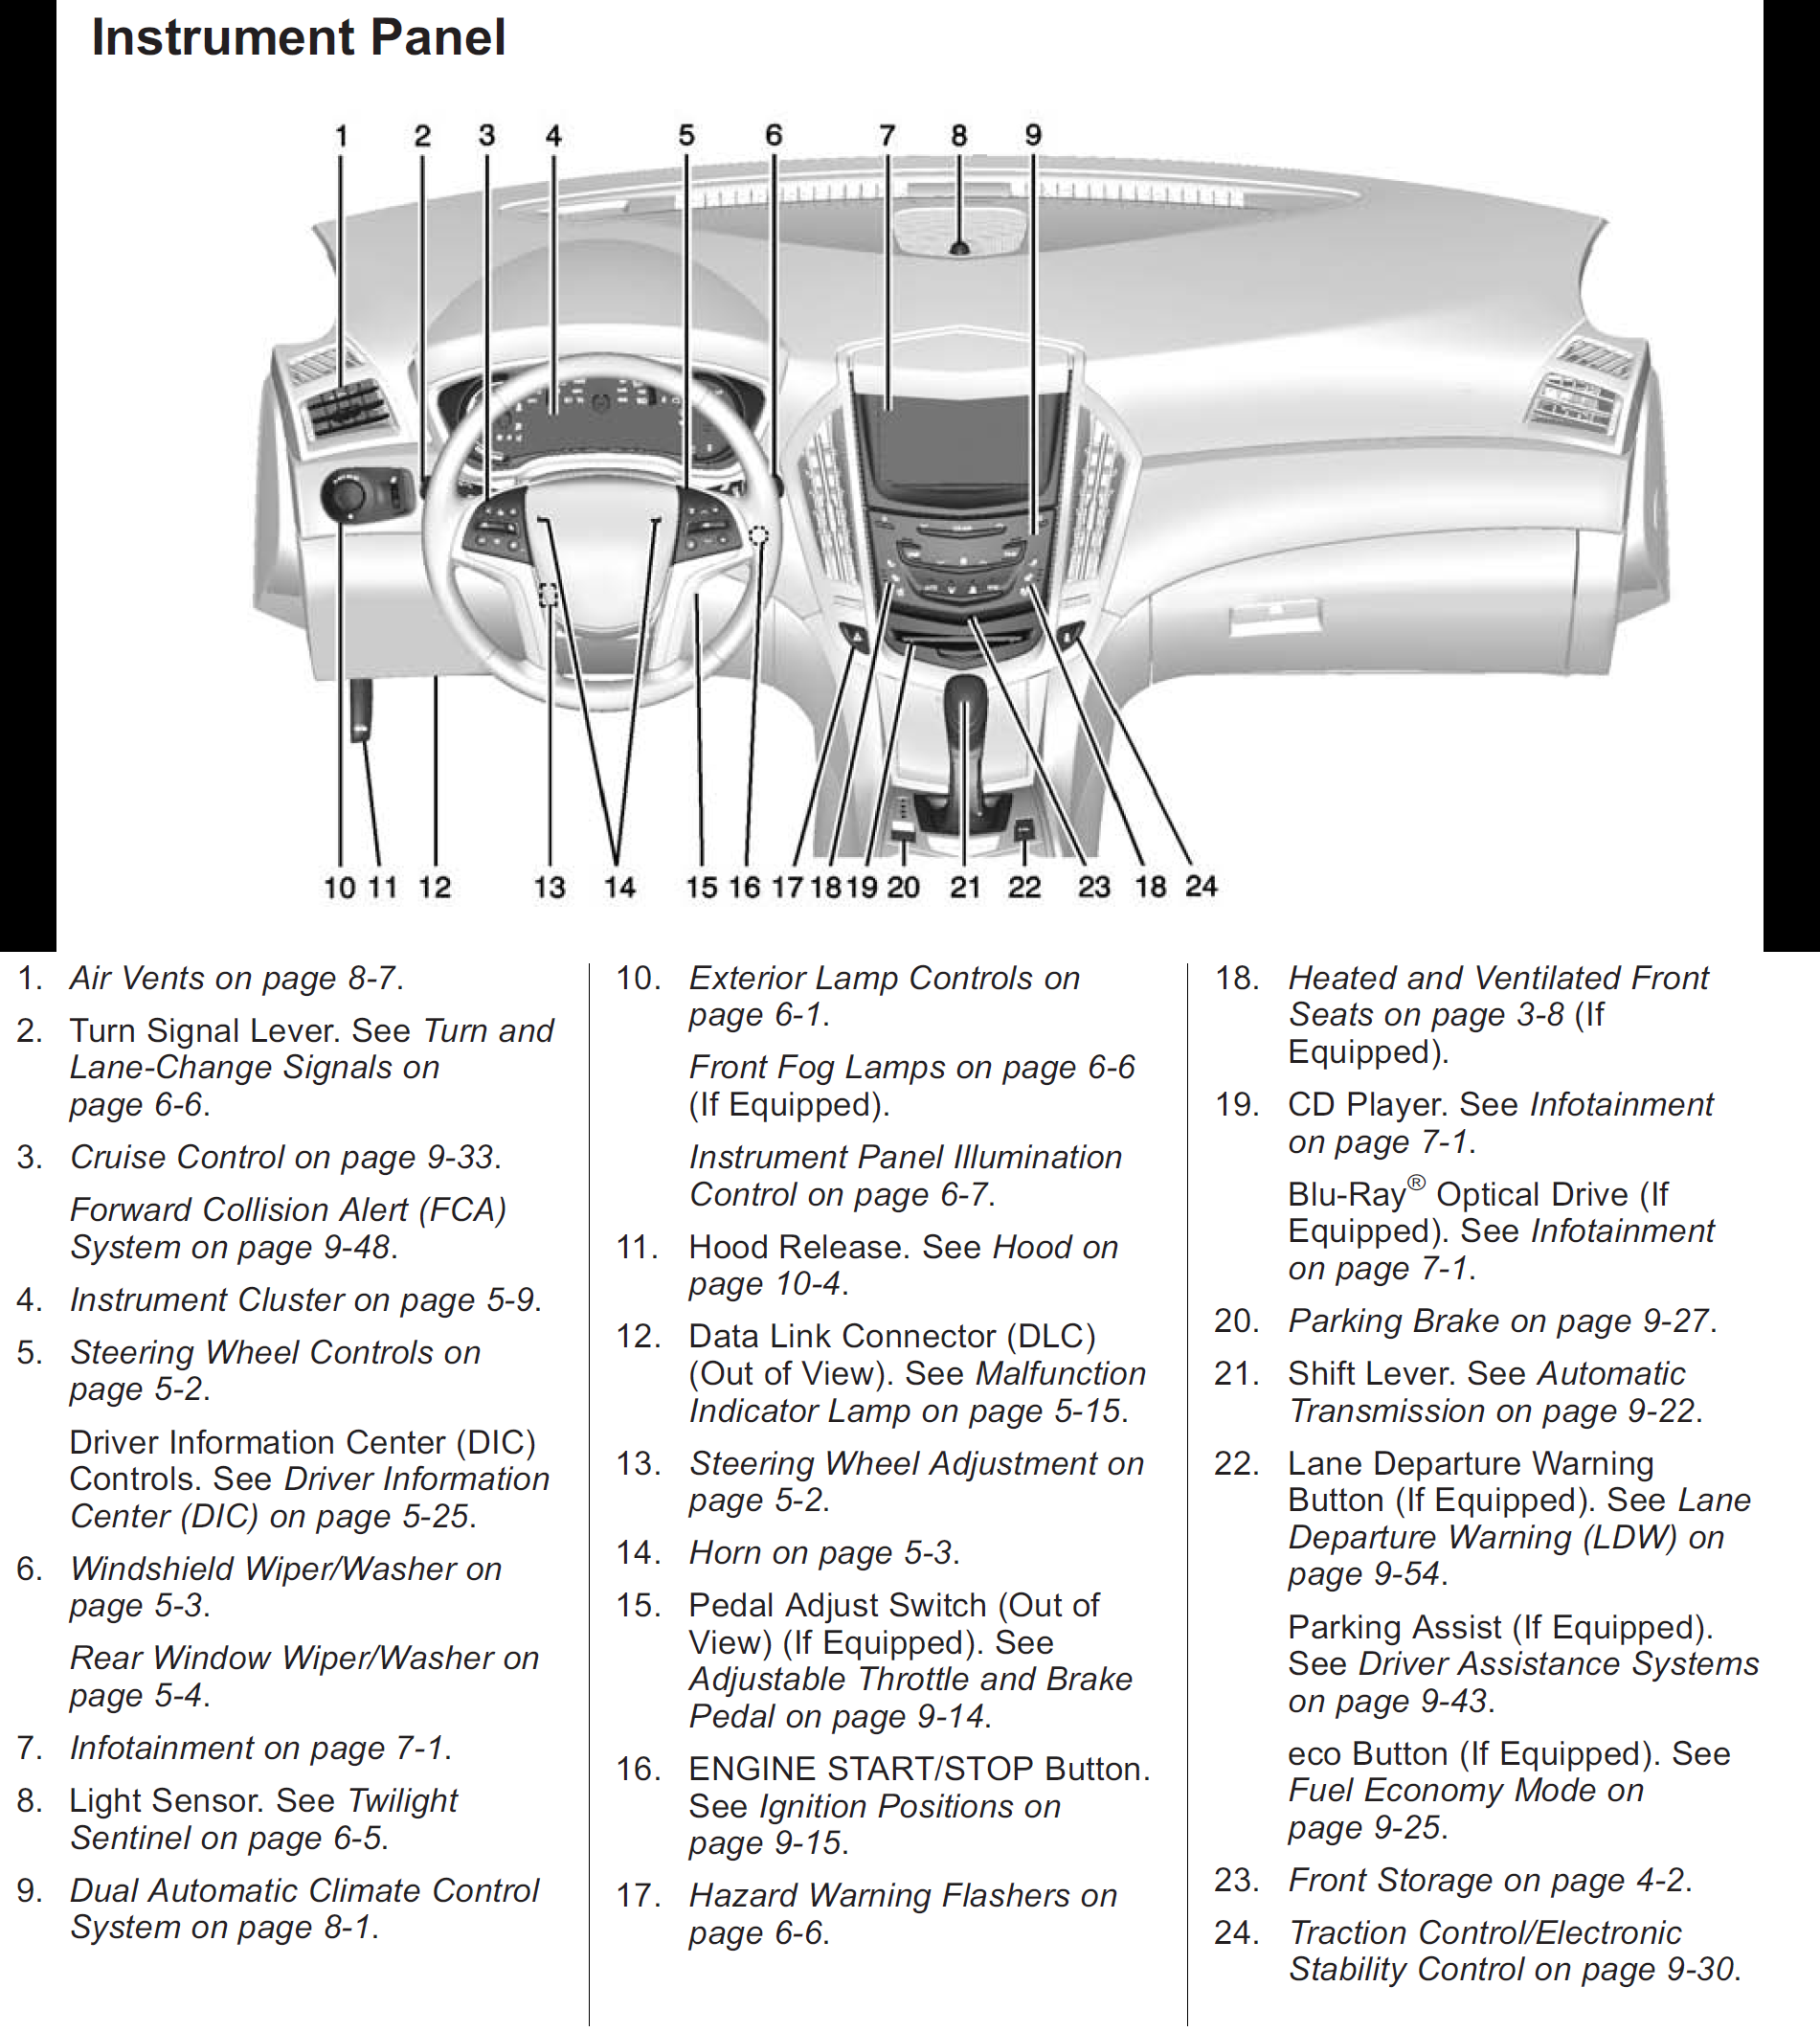 Instrument Panel
1 2 3 4 5 6 7 8 9
10 11 12 13 14 15 16 17 18 19 20 21 22 23 18 24
1. Air Vents on page 8-7.
2. Turn Signal Lever. See Turn and
Lane-Change Signals on
page 6-6.
3. Cruise Control on page 9-33.
Forward Collision Alert (FCA)
System on page 9-48.
4. Instrument Cluster on page 5-9.
5. Steering Wheel Controls on
page 5-2.
Driver Information Center (DIC)
Controls. See Driver Information
Center (DIC) on page 5-25.
6. Windshield Wiper/Washer on
page 5-3.
Rear Window Wiper/Washer on
page 5-4.
7. Infotainment on page 7-1.
8. Light Sensor. See Twilight
Sentinel on page 6-5.
9. Dual Automatic Climate Control
System on page 8-1.
10. Exterior Lamp Controls on
page 6-1.
Front Fog Lamps on page 6-6
(If Equipped).
Instrument Panel Illumination
Control on page 6-7.
11. Hood Release. See Hood on
page 10-4.
12. Data Link Connector (DLC)
(Out of View). See Malfunction
Indicator Lamp on page 5-15.
13. Steering Wheel Adjustment on
page 5-2.
14. Horn on page 5-3.
15. Pedal Adjust Switch (Out of
View) (If Equipped). See
Adjustable Throttle and Brake
Pedal on page 9-14.
16. ENGINE START/STOP Button.
See Ignition Positions on
page 9-15.
17. Hazard Warning Flashers on
page 6-6.
18. Heated and Ventilated Front
Seats on page 3-8 (If
Equipped).
19. CD Player. See Infotainment
on page 7-1.
Blu-Ray® Optical Drive (If
Equipped). See Infotainment
on page 7-1.
20. Parking Brake on page 9-27.
21. Shift Lever. See Automatic
Transmission on page 9-22.
22. Lane Departure Warning
Button (If Equipped). See Lane
Departure Warning (LDW) on
page 9-54.
Parking Assist (If Equipped).
See Driver Assistance Systems
on page 9-43.
eco Button (If Equipped). See
Fuel Economy Mode on
page 9-25.
23. Front Storage on page 4-2.
24. Traction Control/Electronic
Stability Control on page 9-30.